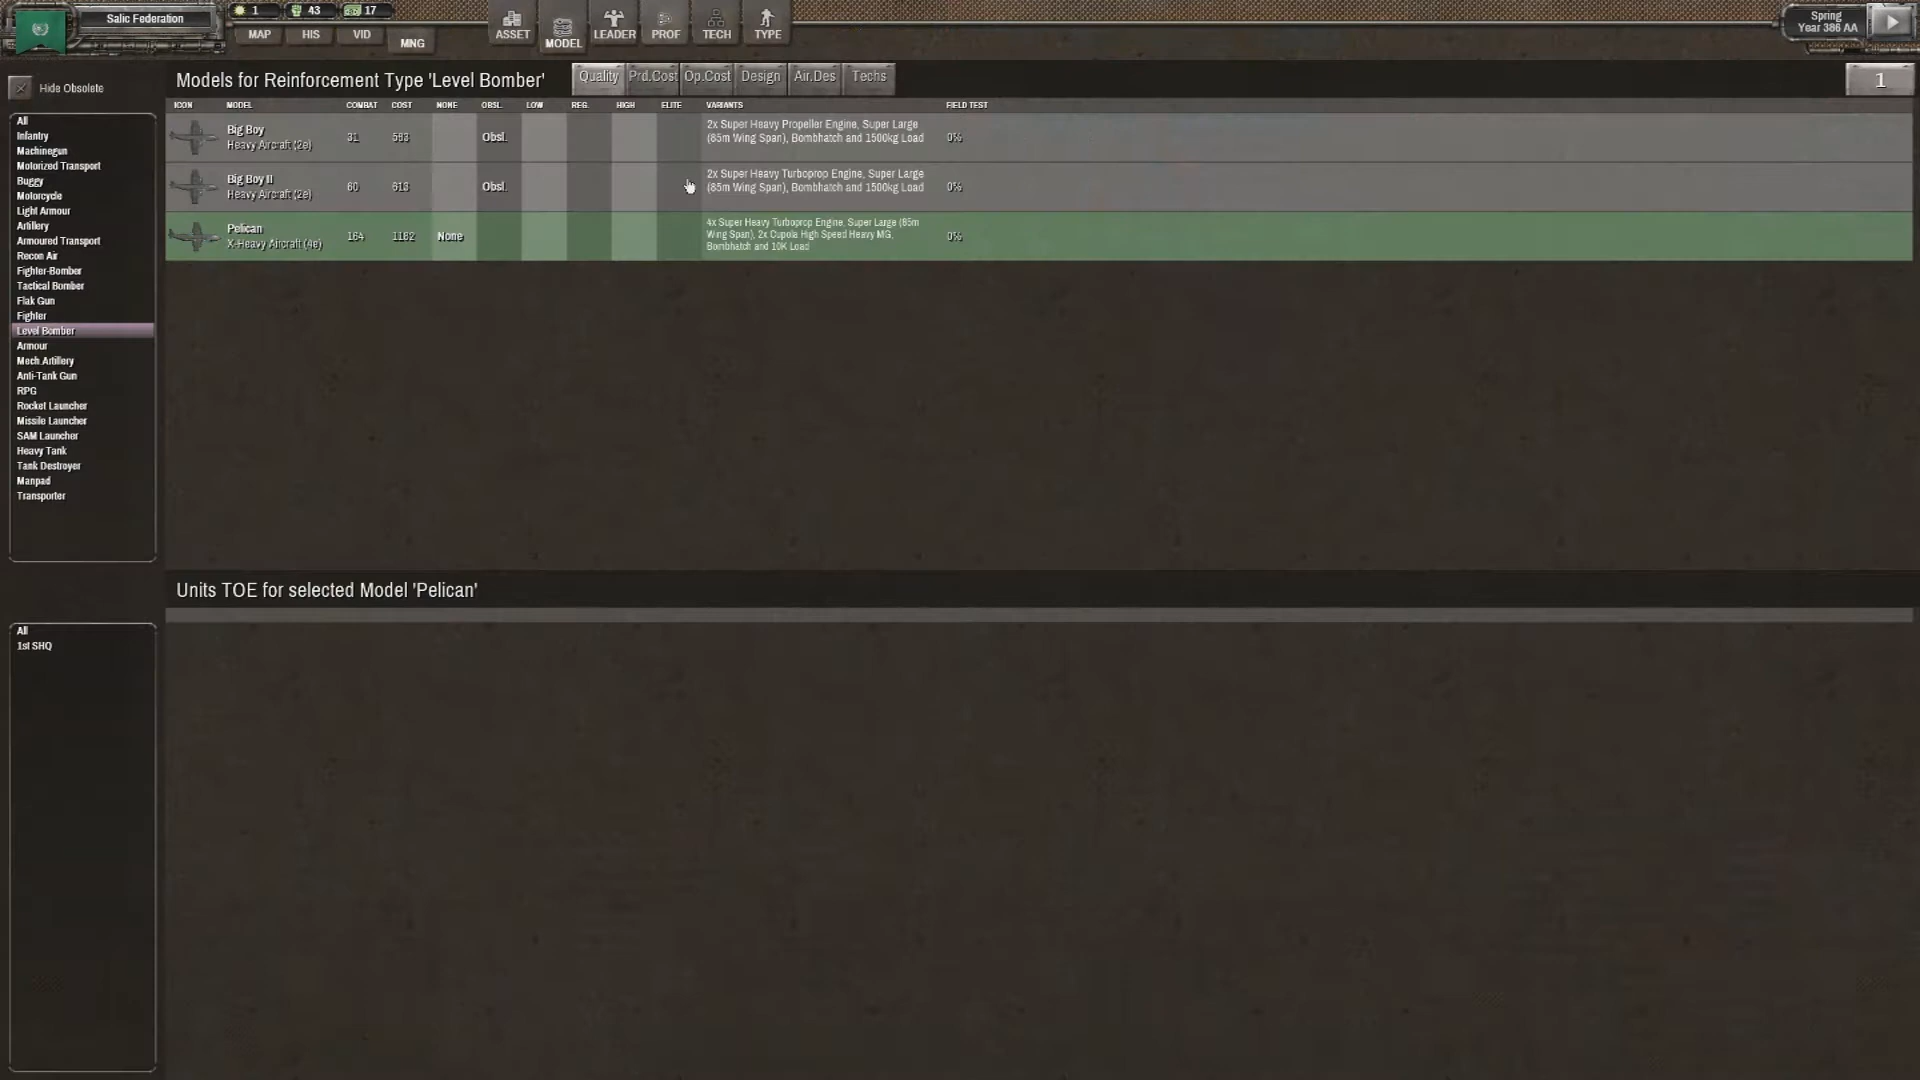 Salic Federation
1
43
17
MAP
HIS
VID
MNG
ASSET
MODEL
LEADER
PROF
TECH
TYPE
Spring
Year 386 AA
Hide Obsolete
Models for Reinforcement Type 'Level Bomber'
Quality
Prd.Cost
Op.Cost
Design
Air.Des
Techs
1
ICON
MODEL
COMBAT
COST
NONE
OBSL.
LOW
REG.
HIGH
ELITE
VARIANTS
FIELD TEST
Big Boy
Heavy Aircraft (2e)
31
593
Obsl.
2x Super Heavy Propeller Engine, Super Large
(85m Wing Span), Bombhatch and 1500kg Load
0%
Big Boy II
Heavy Aircraft (2e)
60
613
Obsl.
2x Super Heavy Turboprop Engine, Super Large
(85m Wing Span), Bombhatch and 1500kg Load
0%
Pelican
X-Heavy Aircraft (4e)
164
1182
None
4x Super Heavy Turboprop Engine, Super Large (85m
Wing Span), 2x Cupola High Speed Heavy MG,
Bombhatch and 10K Load
0%
All
Infantry
Machinegun
Motorized Transport
Buggy
Motorcycle
Light Armour
Artillery
Armoured Transport
Recon Air
Fighter-Bomber
Tactical Bomber
Flak Gun
Fighter
Level Bomber
Armour
Mech Artillery
Anti-Tank Gun
RPG
Rocket Launcher
Missile Launcher
SAM Launcher
Heavy Tank
Tank Destroyer
Manpad
Transporter
Units TOE for selected Model 'Pelican'
All
1st SHQ